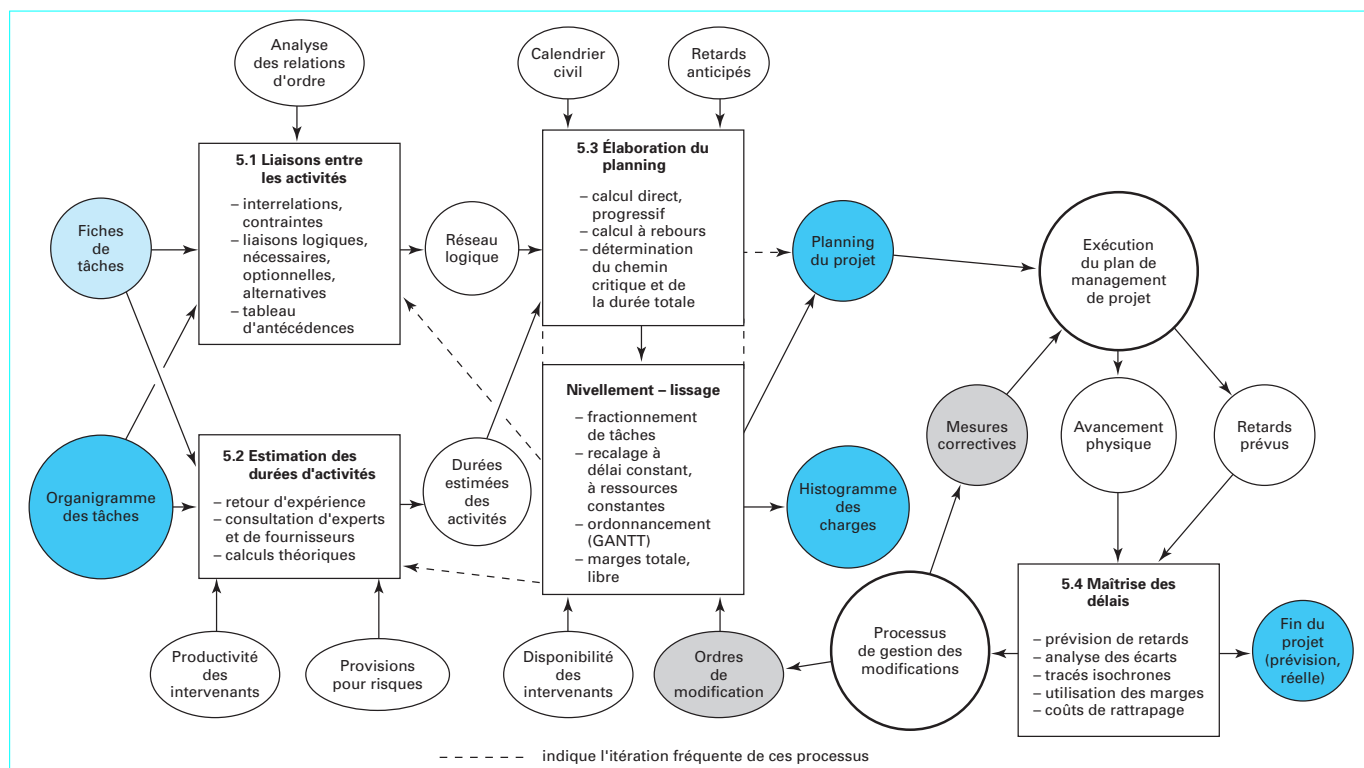 Analyse
des relations
d'ordre
Calendrier
civil
Retards
anticipés
5.1 Liaisons entre
les activités
– interrelations,
contraintes
– liaisons logiques,
nécessaires,
optionnelles,
alternatives
– tableau
d'antécédences
5.3 Élaboration du
planning
– calcul direct,
progressif
– calcul à rebours
– détermination
du chemin
critique et de
la durée totale
Fiches
de
tâches
Réseau
logique
Planning
du projet
Exécution
du plan de
management
de projet
Nivellement – lissage
– fractionnement
de tâches
– recalage à
délai constant,
à ressources
constantes
– ordonnancement
(GANTT)
– marges totale,
libre
Mesures
correctives
Avancement
physique
Retards
prévus
Organigramme
des tâches
5.2 Estimation des
durées d'activités
– retour d'expérience
– consultation d'experts
et de fournisseurs
– calculs théoriques
Durées
estimées
des
activités
Histogramme
des
charges
5.4 Maîtrise des
délais
– prévision de retards
– analyse des écarts
– tracés isochrones
– utilisation des marges
– coûts de rattrapage
Fin du
projet
(prévision,
réelle)
Productivité
des
intervenants
Provisions
pour risques
Disponibilité
des
intervenants
Ordres
de
modification
Processus
de gestion des
modifications
indique l'itération fréquente de ces processus